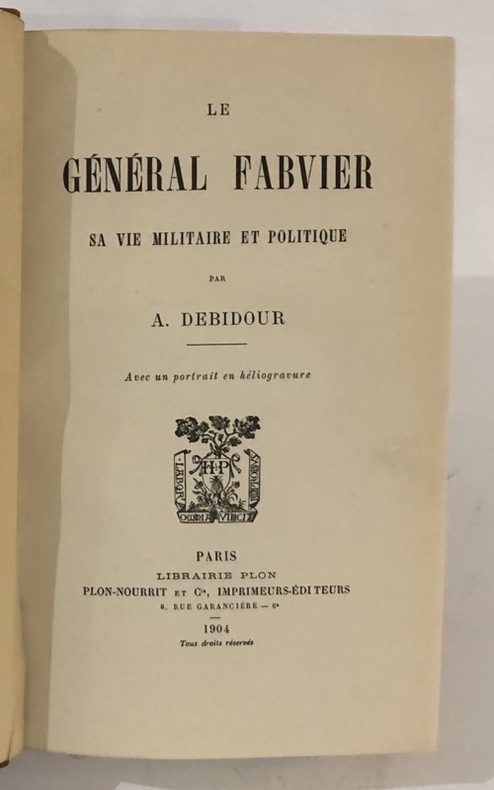 LE
GÉNÉRAL FABVIER
SA VIE MILITAIRE ET POLITIQUE
PAR
A. DEBIDOUR
Avec un portrait en héliogravure
LABOR
H·P
IMPROBVS
OMNIA VINCIT
PARIS
LIBRAIRIE PLON
PLON-NOURRIT ET Cie, IMPRIMEURS-ÉDITEURS
8, RUE GARANCIÈRE — 6e
1904
Tous droits réservés